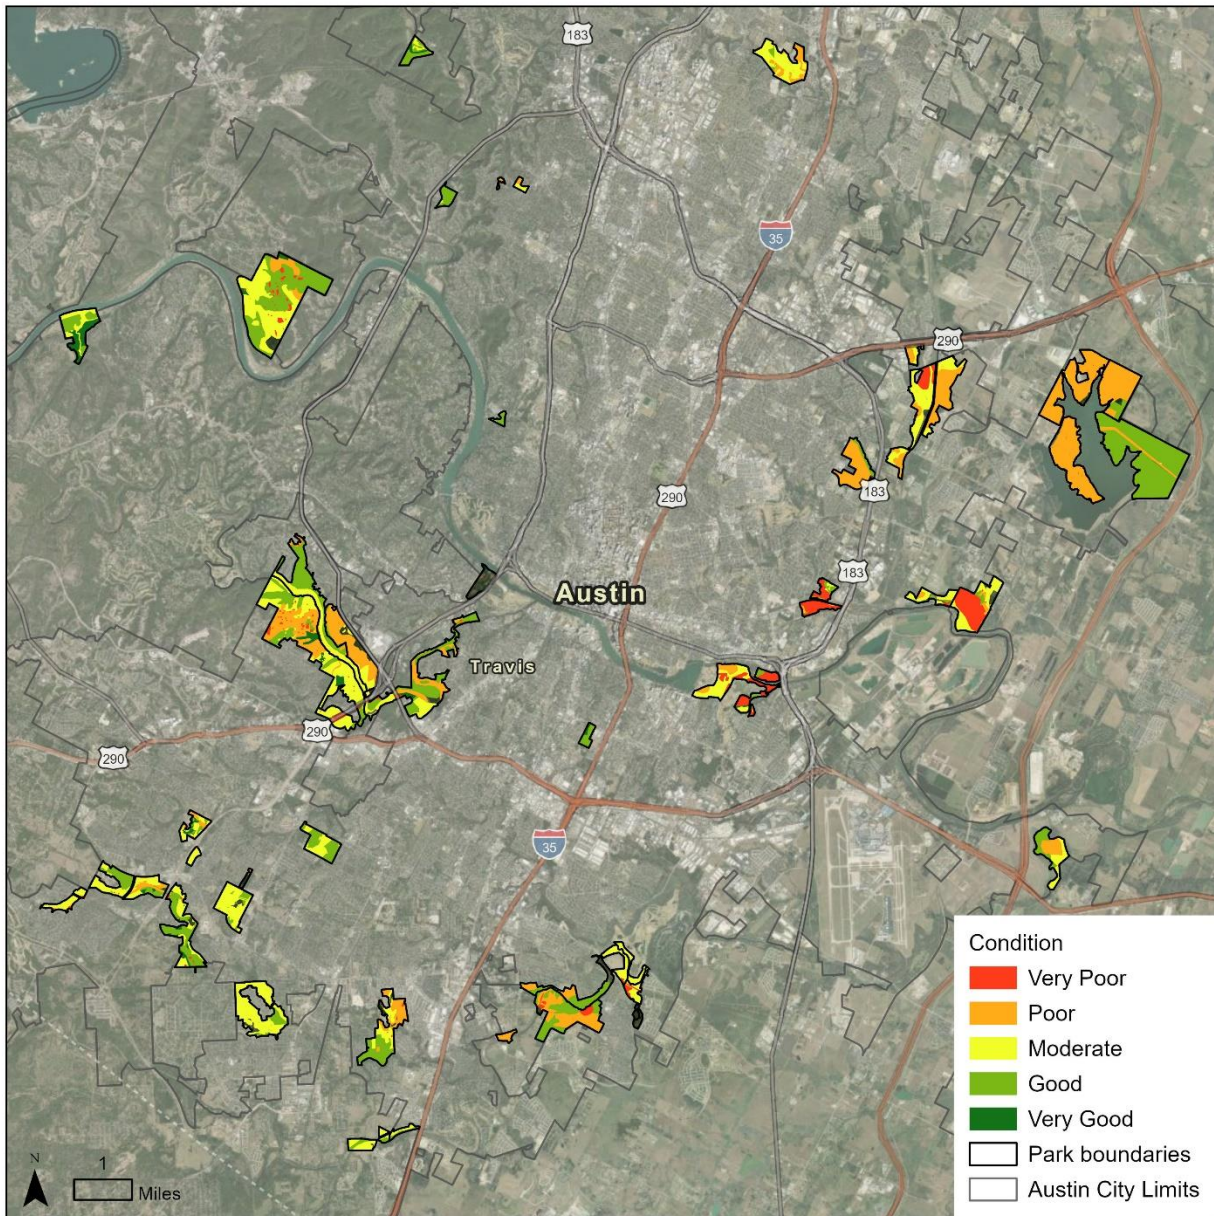 183
35
290
290
183
183
Austin
Travis
290
290
35
Condition
Very Poor
Poor
Moderate
Good
Very Good
Park boundaries
Austin City Limits
N
1
Miles